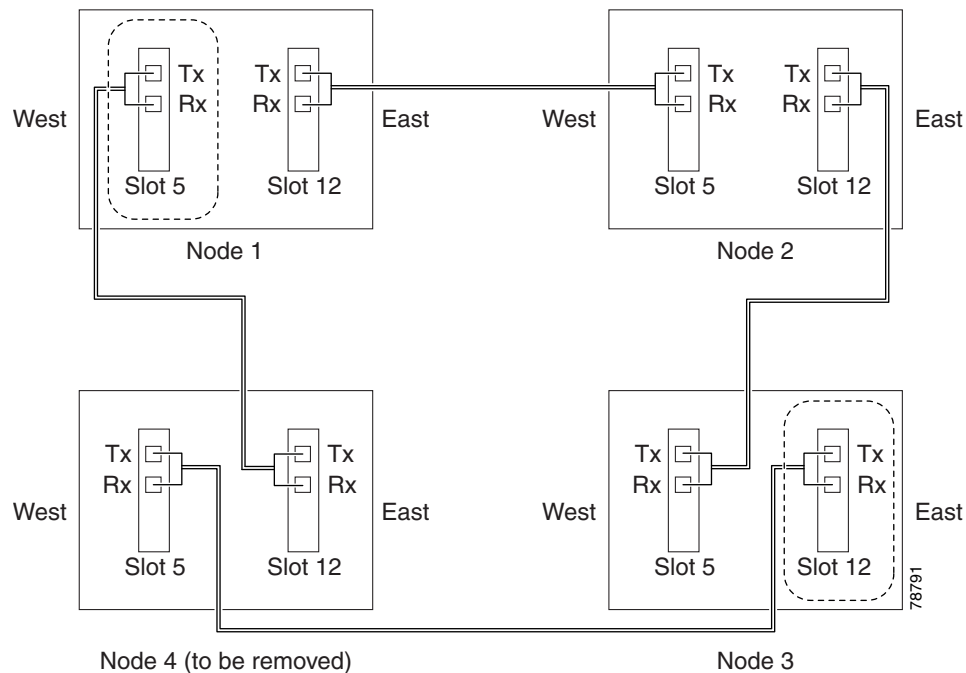 Tx Tx Tx Tx
Rx Rx Rx Rx
West East West East
Slot 5 Slot 12 Slot 5 Slot 12
Node 1 Node 2
Tx Tx Tx Tx
Rx Rx Rx Rx
West East West East
Slot 5 Slot 12 Slot 5 Slot 12
78791
Node 4 (to be removed) Node 3